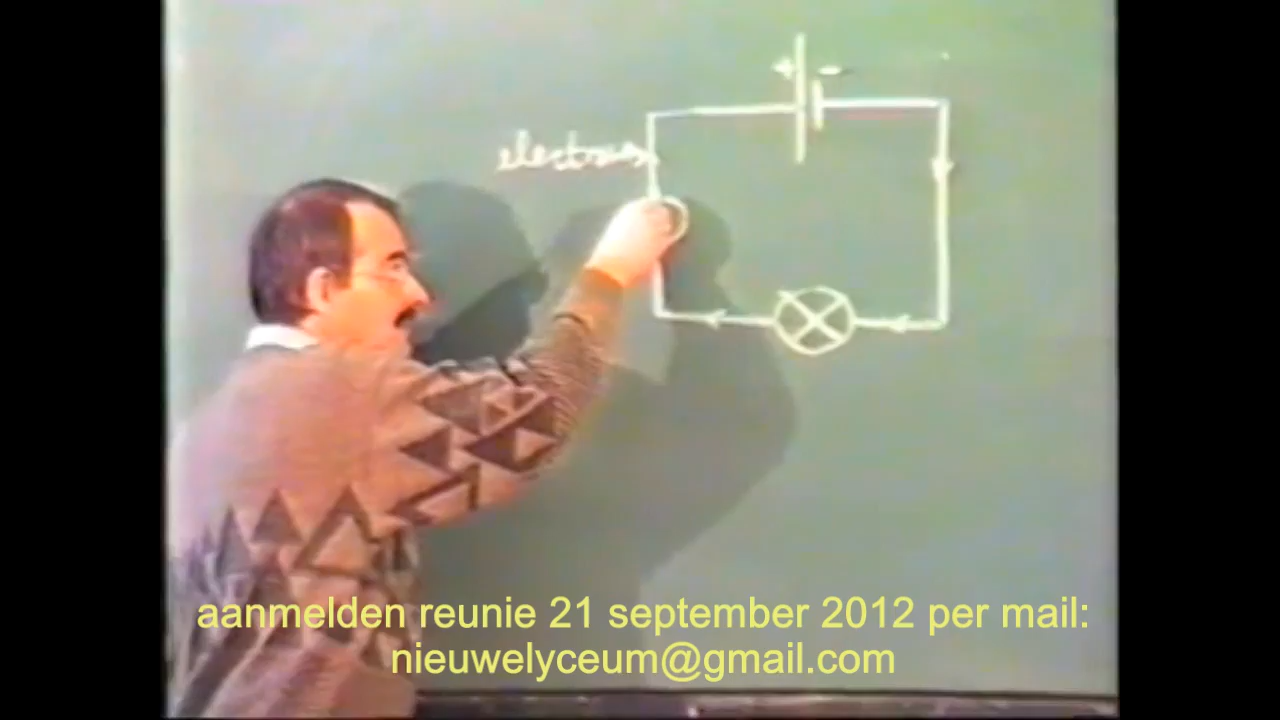 + -
electrons
aanmelden reunie 21 september 2012 per mail:
nieuwelyceum@gmail.com